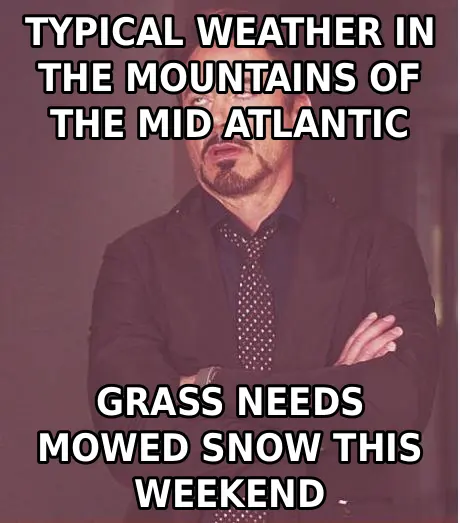 TYPICAL WEATHER IN
THE MOUNTAINS OF
THE MID ATLANTIC
GRASS NEEDS
MOWED SNOW THIS
WEEKEND